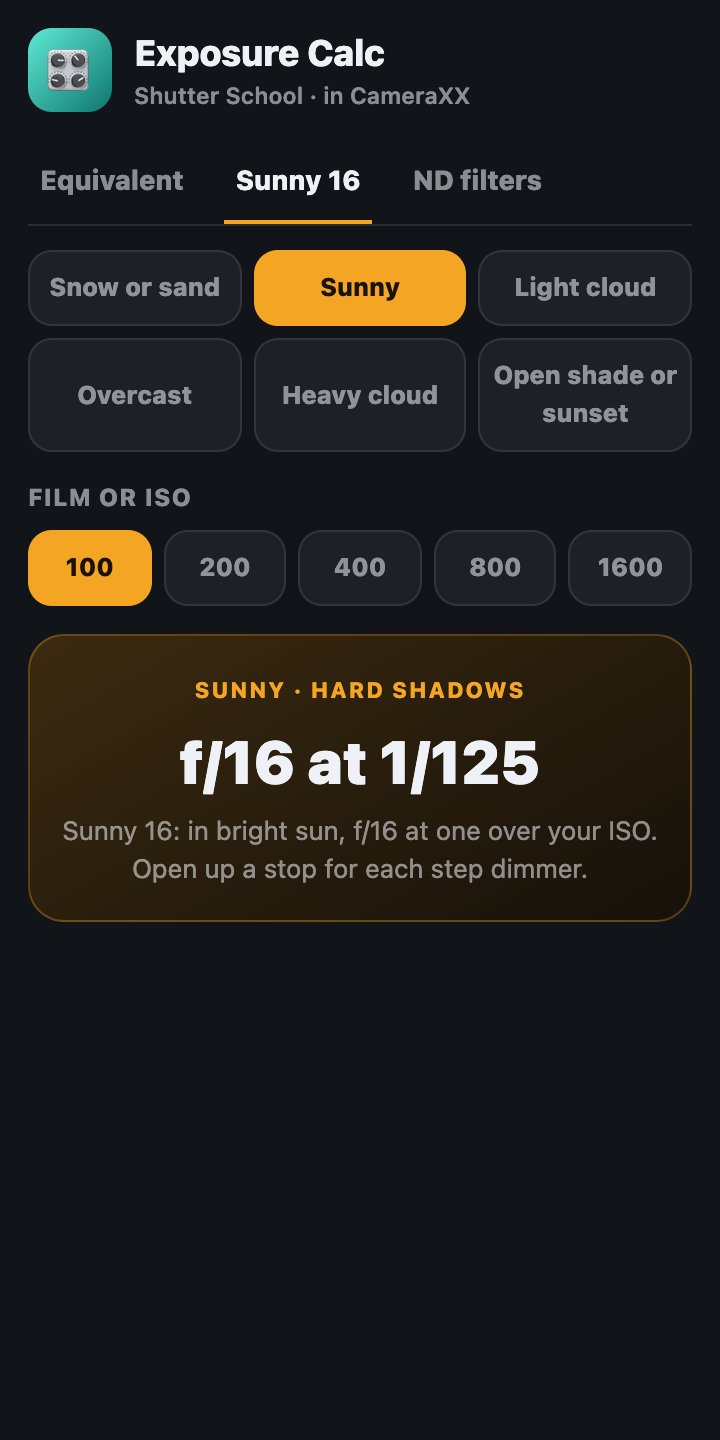 Exposure Calc
Shutter School · in CameraXX
Equivalent
Sunny 16
ND filters
Snow or sand
Sunny
Light cloud
Overcast
Heavy cloud
Open shade or
sunset
FILM OR ISO
100
200
400
800
1600
SUNNY · HARD SHADOWS
f/16 at 1/125
Sunny 16: in bright sun, f/16 at one over your ISO.
Open up a stop for each step dimmer.